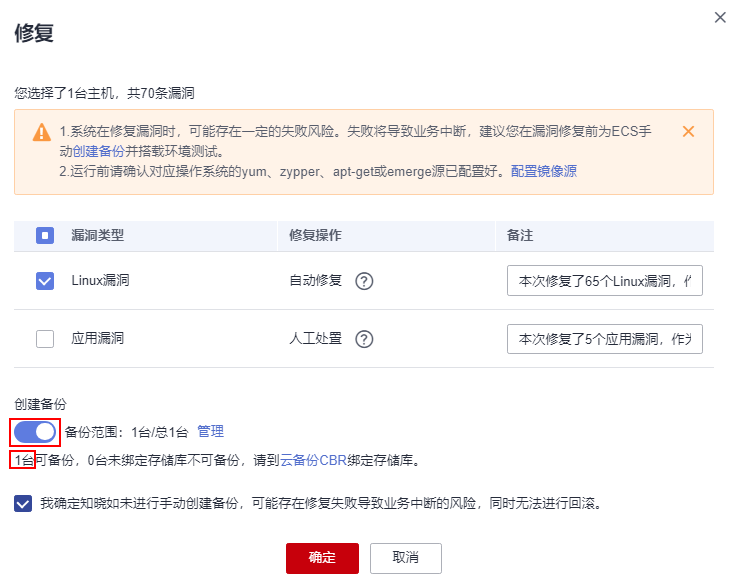 修复
您选择了1台主机，共70条漏洞
1.系统在修复漏洞时，可能存在一定的失败风险。失败将导致业务中断，建议您在漏洞修复前为ECS手
动创建备份并搭载环境测试。
2.运行前请确认对应操作系统的yum、zypper、apt-get或emerge源已配置好。配置镜像源
漏洞类型 修复操作 备注
Linux漏洞 自动修复 本次修复了65个Linux漏洞，
应用漏洞 人工处置 本次修复了5个应用漏洞，作为
创建备份
备份范围：1台/总1台 管理
1台可备份，0台未绑定存储库不可备份，请到云备份CBR绑定存储库。
我确定知晓如未进行手动创建备份，可能存在修复失败导致业务中断的风险，同时无法进行回滚。
确定 取消